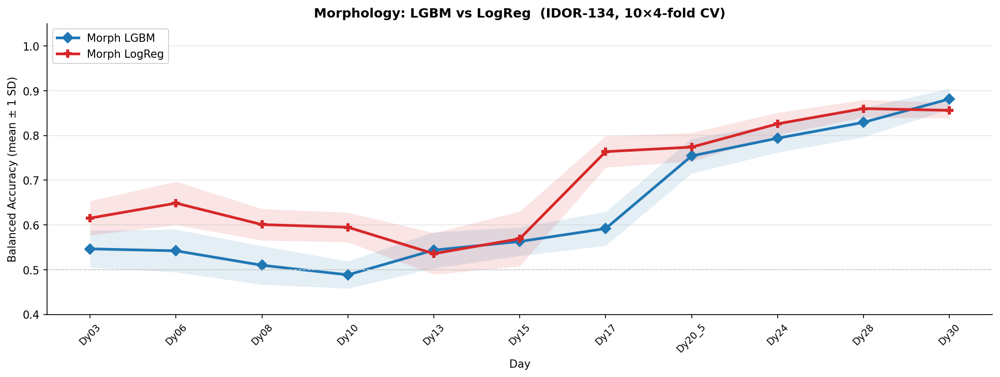 Morphology: LGBM vs LogReg  (IDOR-134, 10×4-fold CV)
Morph LGBM
Morph LogReg
Balanced Accuracy (mean ± 1 SD)
1.0
0.9
0.8
0.7
0.6
0.5
0.4
Dy03
Dy06
Dy08
Dy10
Dy13
Dy15
Dy17
Dy20_5
Dy24
Dy28
Dy30
Day